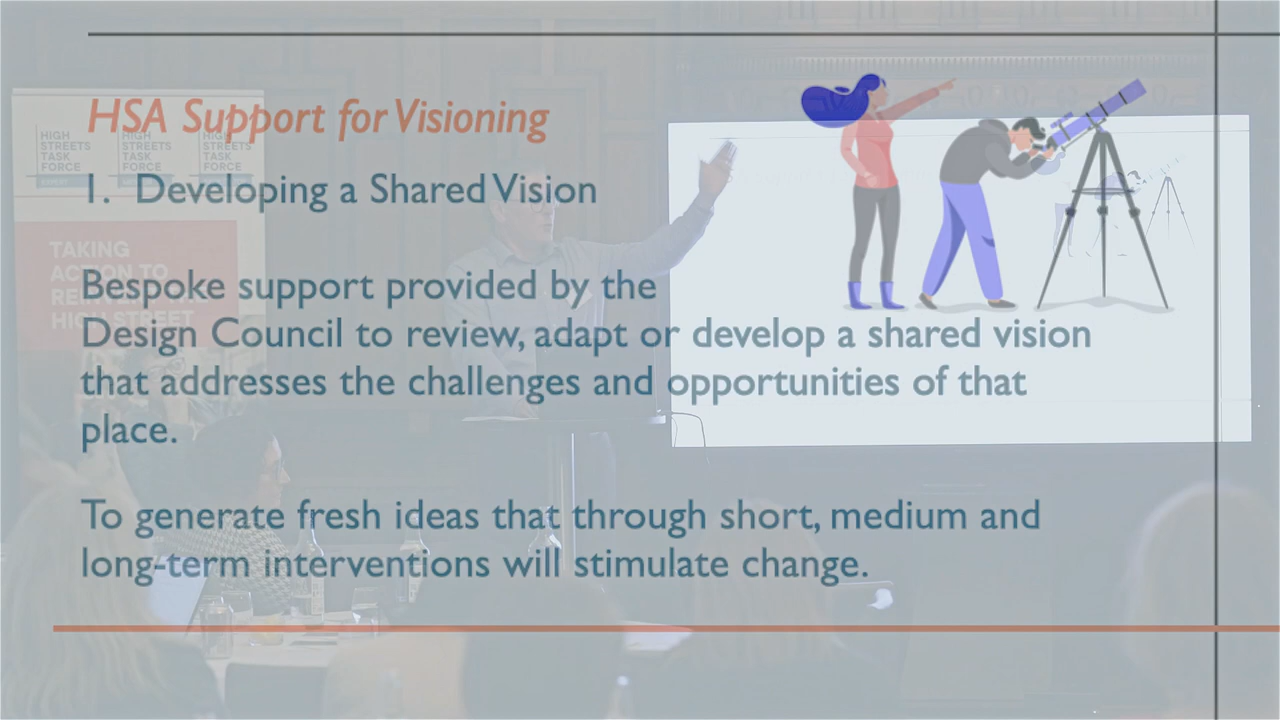 HSA Support for Visioning
1. Developing a Shared Vision
Bespoke support provided by the
Design Council to review, adapt or develop a shared vision
that addresses the challenges and opportunities of that
place.
To generate fresh ideas that through short, medium and
long-term interventions will stimulate change.
HIGH
STREETS
TASK
FORCE
HIGH
STREETS
TASK
FORCE
HIGH
STREETS
TASK
FORCE
TAKING
ACTION TO
HIGH STREET